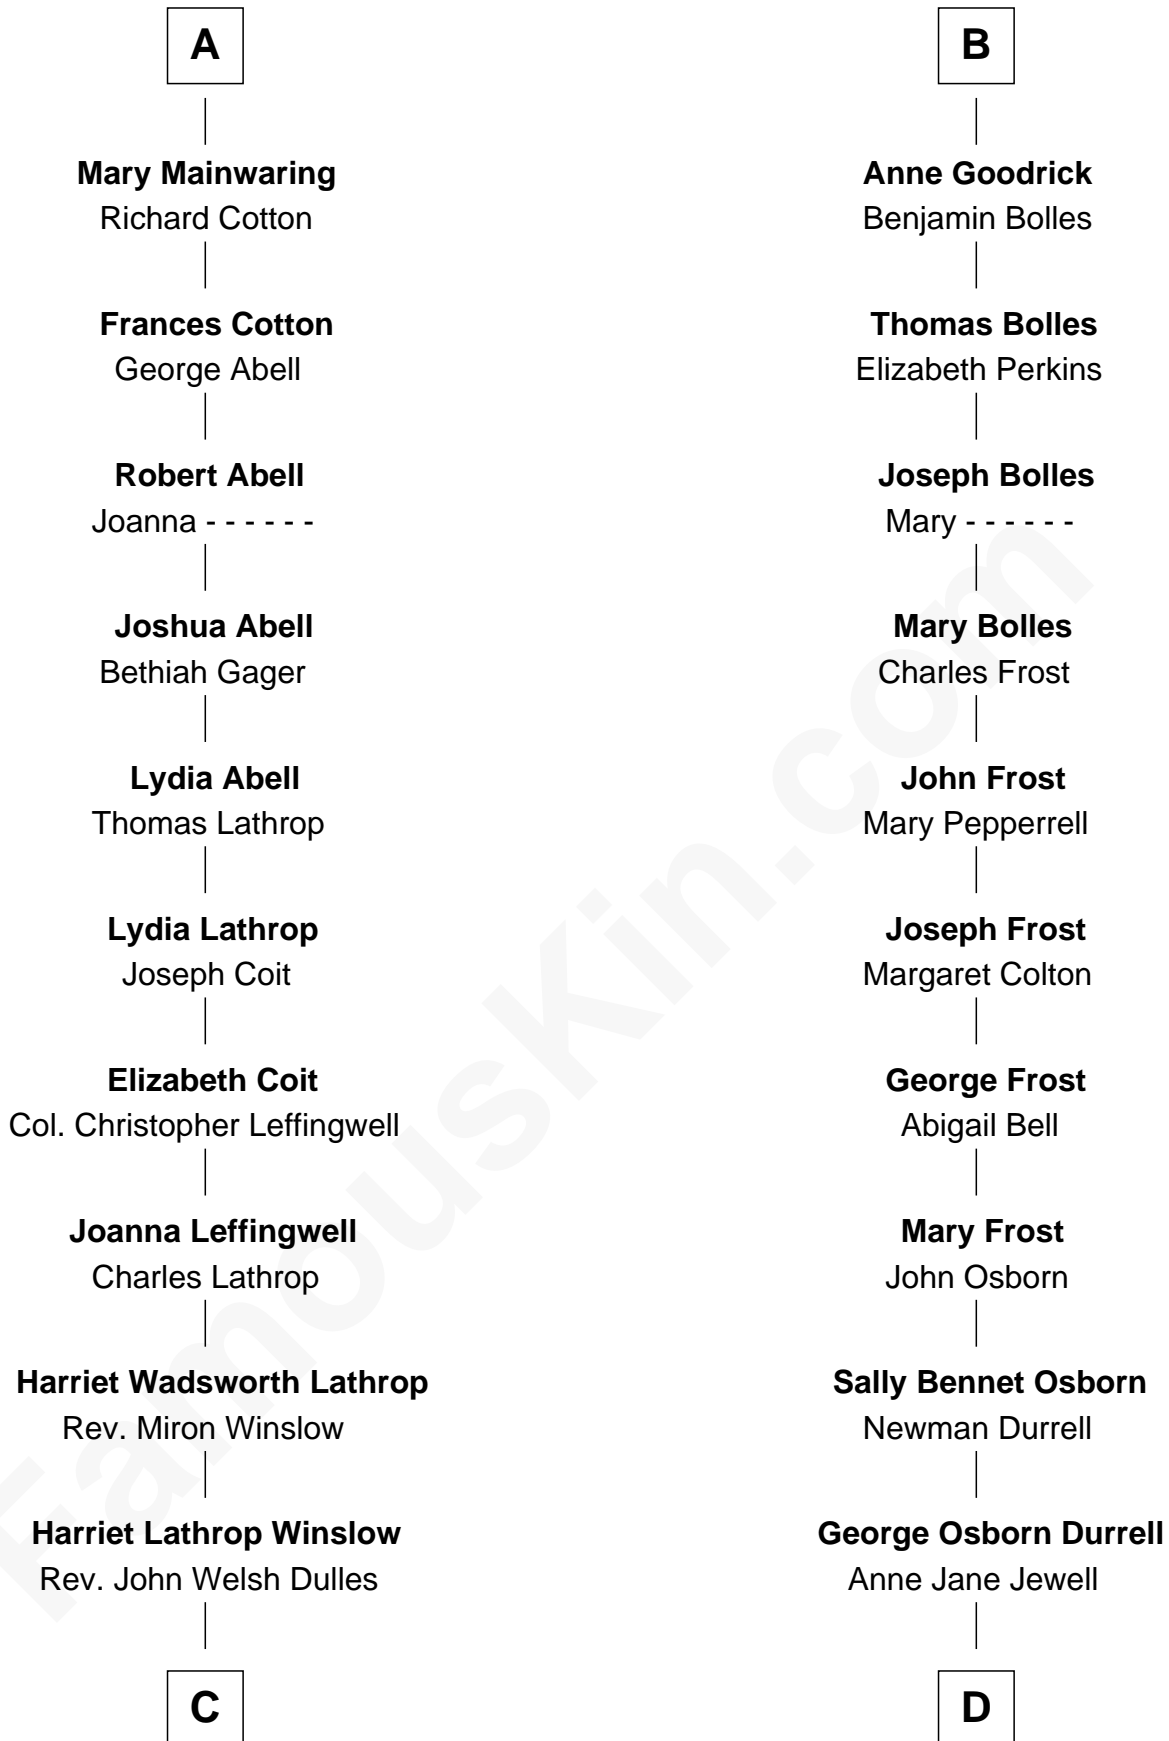 A
Mary Mainwaring
Richard Cotton
Frances Cotton
George Abell
Robert Abell
Joanna - - - - - -
Joshua Abell
Bethiah Gager
Lydia Abell
Thomas Lathrop
Lydia Lathrop
Joseph Coit
Elizabeth Coit
Col. Christopher Leffingwell
Joanna Leffingwell
Charles Lathrop
Harriet Wadsworth Lathrop
Rev. Miron Winslow
Harriet Lathrop Winslow
Rev. John Welsh Dulles
C
B
Anne Goodrick
Benjamin Bolles
Thomas Bolles
Elizabeth Perkins
Joseph Bolles
Mary - - - - - -
Mary Bolles
Charles Frost
John Frost
Mary Pepperrell
Joseph Frost
Margaret Colton
George Frost
Abigail Bell
Mary Frost
John Osborn
Sally Bennet Osborn
Newman Durrell
George Osborn Durrell
Anne Jane Jewell
D
FamousKin.com